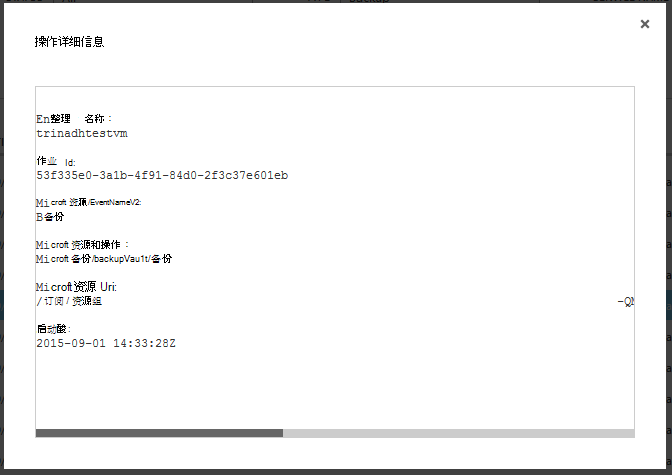 操作详细信息
En整理 名称：
trinadhtestvm
作业 Id:
53f335e0-3a1b-4f91-84d0-2f3c37e601eb
Microft 资源/EventNameV2:
B备份
Microft 资源和操作：
Microft 备份/backupVau1t/备份
Microft资源 Uri:
/订阅/资源组 -QM
启动酸:
2015-09-01 14:33:28Z